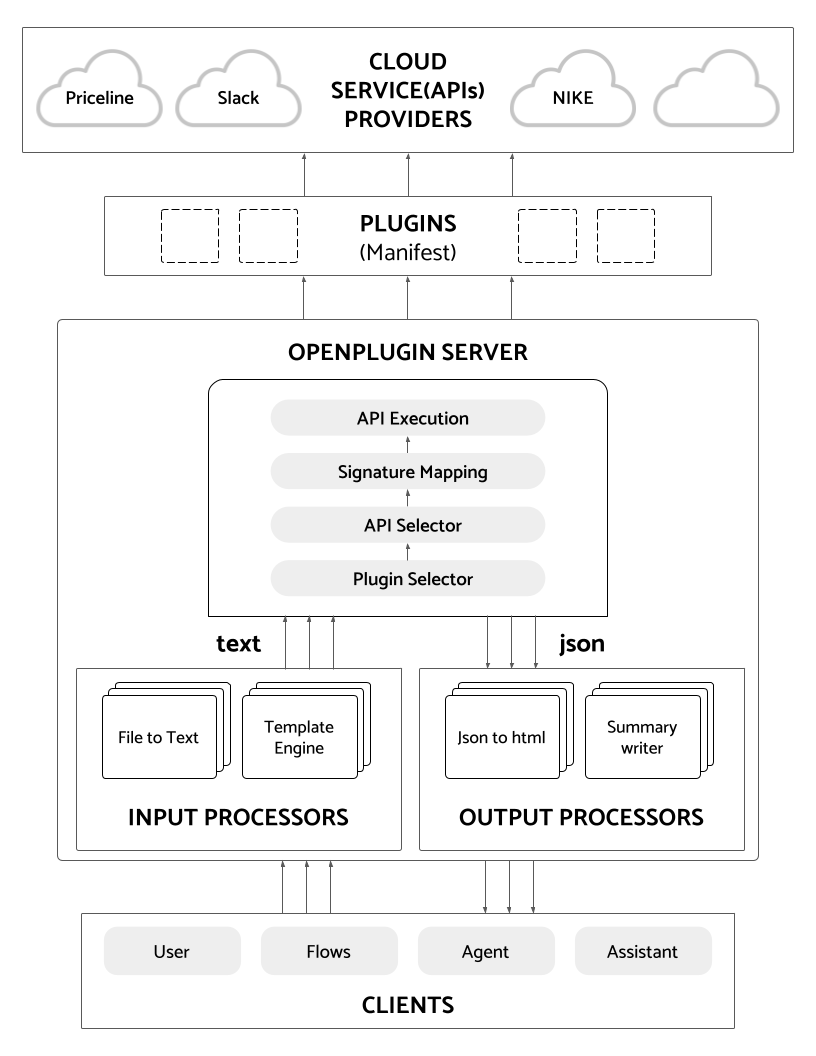 CLOUD
SERVICE(APIs)
PROVIDERS
Priceline
Slack
NIKE
PLUGINS
(Manifest)
OPENPLUGIN SERVER
API Execution
Signature Mapping
API Selector
Plugin Selector
text
json
File to Text
Template
Engine
Json to html
Summary
writer
INPUT PROCESSORS
OUTPUT PROCESSORS
User
Flows
Agent
Assistant
CLIENTS